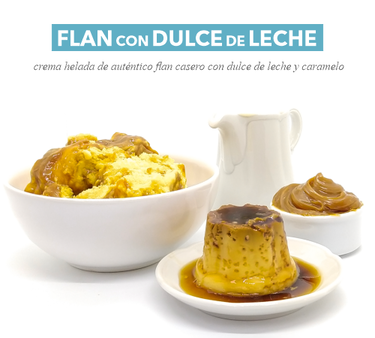 FLAN CON DULCE DE LECHE
crema helada de auténtico flan casero con dulce de leche y caramelo